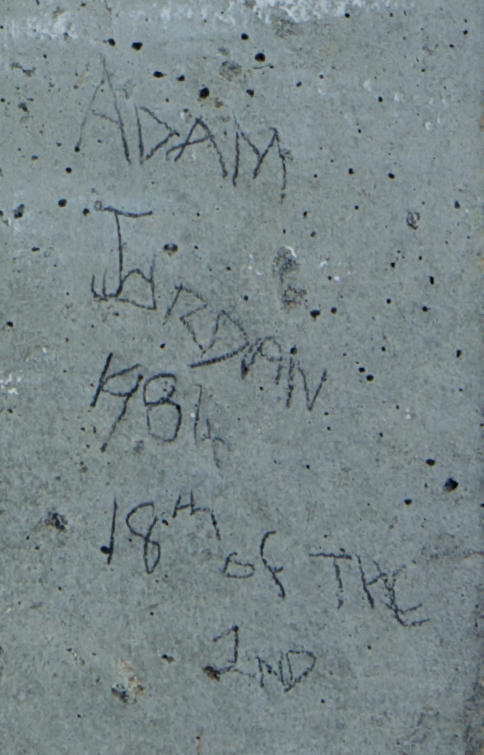 ADAM
JORDAN
1984
18th of THE
2ND